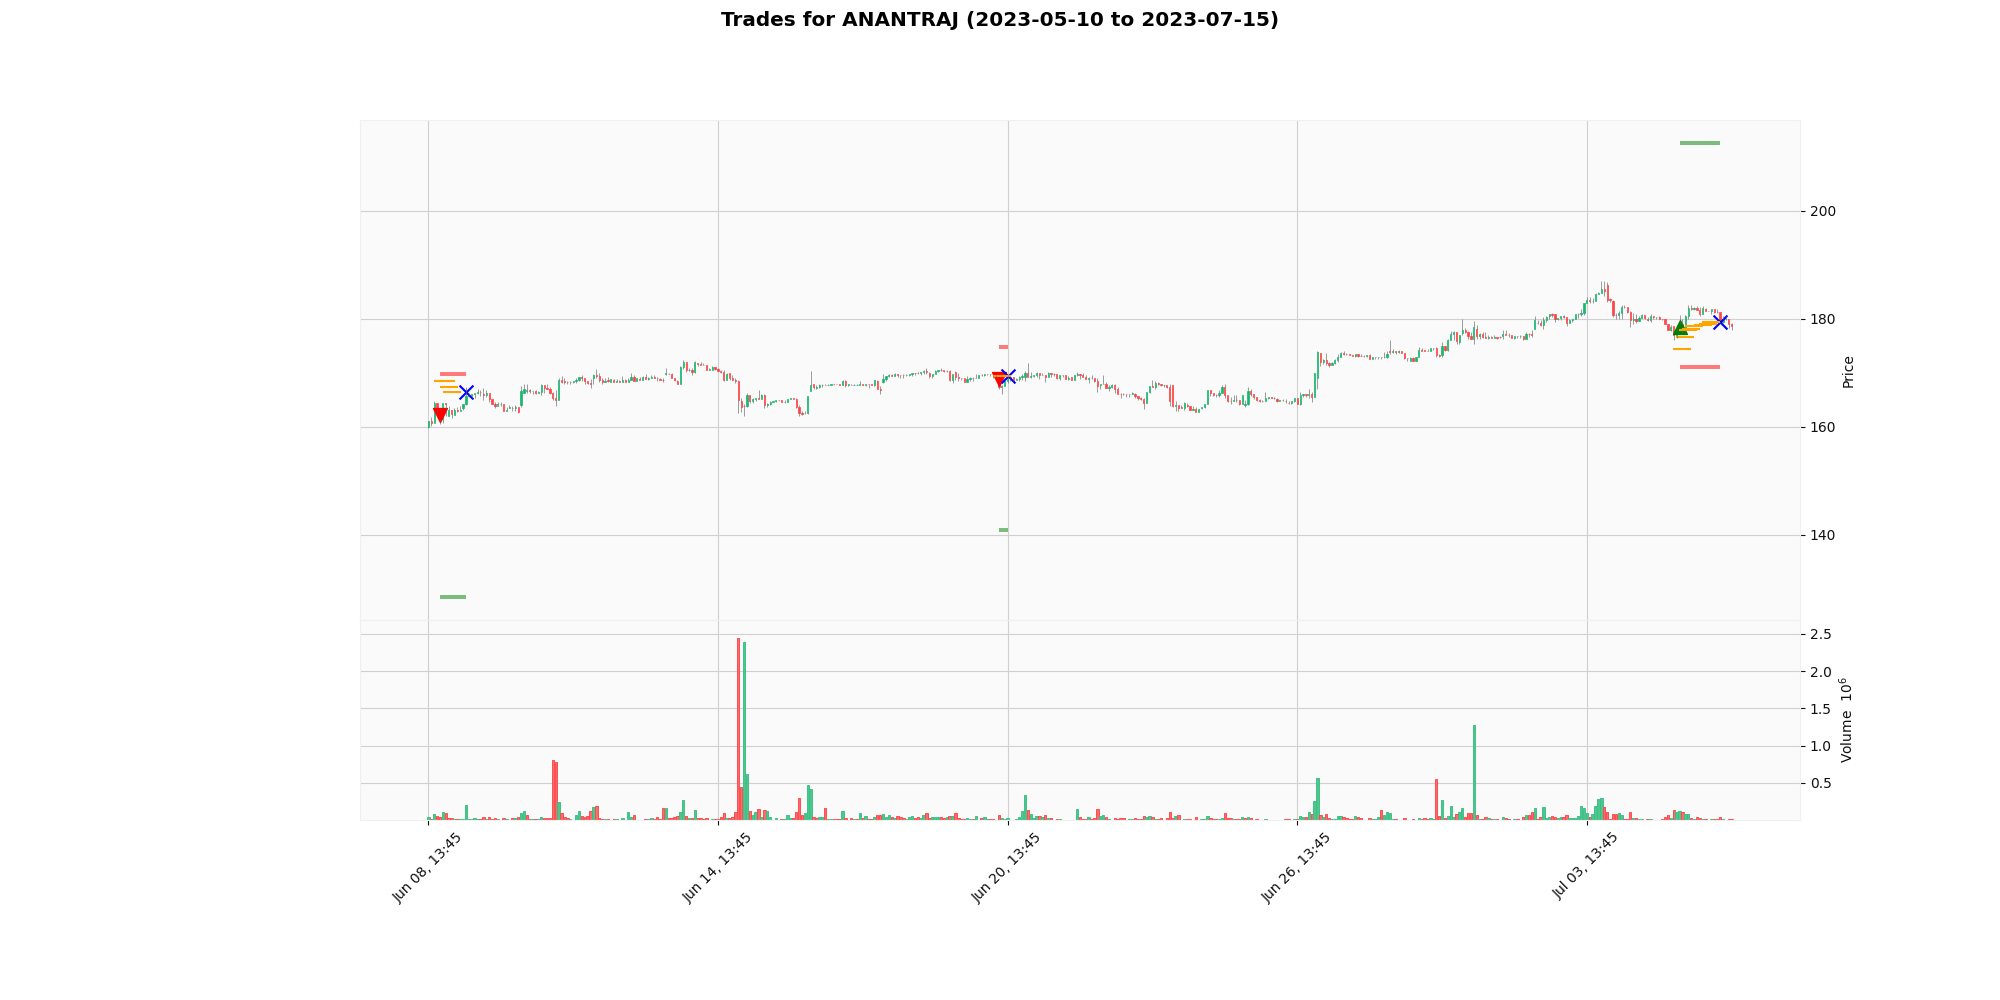 Trades for ANANTRAJ (2023-05-10 to 2023-07-15)
200
180
160
140
Price
2.5
2.0
1.5
1.0
0.5
Volume 10⁶
Jun 08, 13:45
Jun 14, 13:45
Jun 20, 13:45
Jun 26, 13:45
Jul 03, 13:45